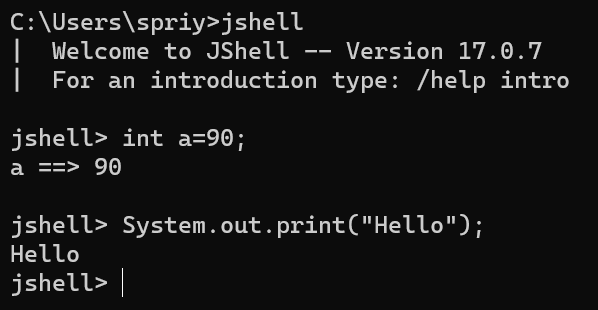 C:\Users\spriy>jshell
|  Welcome to JShell -- Version 17.0.7
|  For an introduction type: /help intro
jshell> int a=90;
a ==> 90
jshell> System.out.print("Hello");
Hello
jshell>